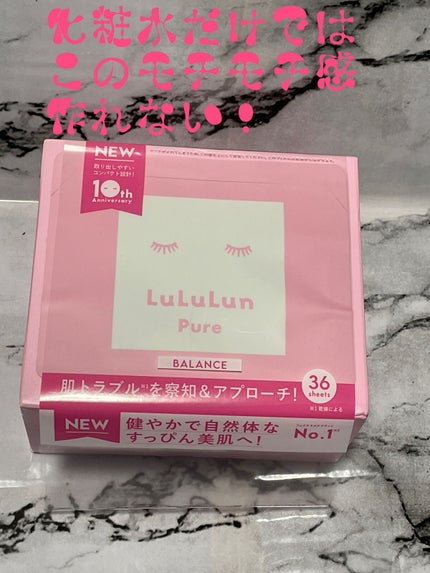 化粧水だけでは
このモチモチ感
作れない！
NEW
取り出しやすい
コンパクト設計！
10th
Anniversary
LuLuLun
Pure
BALANCE
肌トラブル※1を察知&アプローチ!
36
sheets
※1 乾燥による
NEW
健やかで自然体な
すっぴん美肌へ!
No.1